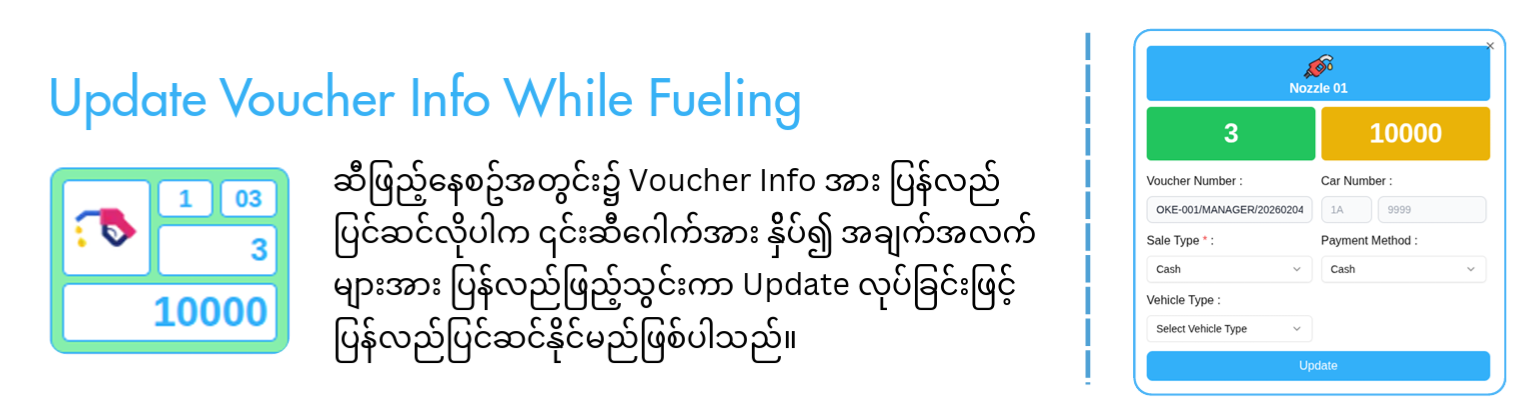 Update Voucher Info While Fueling
1 03
3
10000
ဆီဖြည့်နေစဉ်အတွင်း၌ Voucher Info အား ပြန်လည်
ပြင်ဆင်လိုပါက ၎င်းဆီဂေါက်အား နှိပ်၍ အချက်အလက်
များအား ပြန်လည်ဖြည့်သွင်းကာ Update လုပ်ခြင်းဖြင့်
ပြန်လည်ပြင်ဆင်နိုင်မည်ဖြစ်ပါသည်။
×
Nozzle 01
3 10000
Voucher Number : Car Number :
OKE-001/MANAGER/20260204 1A 9999
Sale Type * : Payment Method :
Cash Cash
Vehicle Type :
Select Vehicle Type
Update